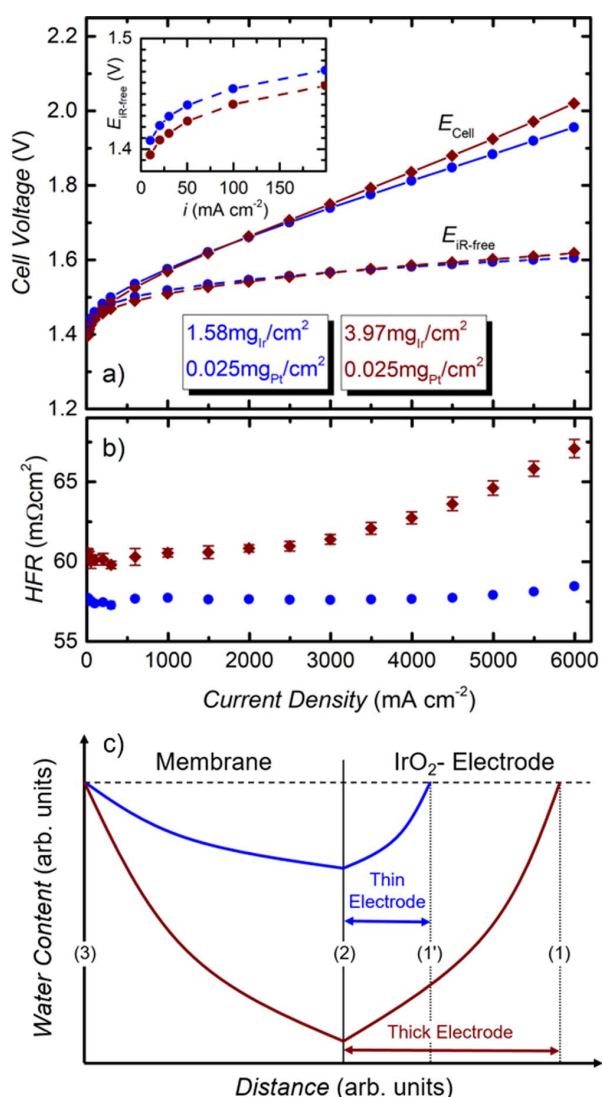 a)
2.2
2.0
1.8
1.6
1.4
1.2
Cell Voltage (V)
1.5
1.4
E_iR-free (V)
0 50 100 150
i (mA cm⁻²)
E_Cell
E_iR-free
1.58mg_Ir/cm²
0.025mg_Pt/cm²
3.97mg_Ir/cm²
0.025mg_Pt/cm²
b)
65
60
55
HFR (mΩcm²)
0 1000 2000 3000 4000 5000 6000
Current Density (mA cm⁻²)
c)
Membrane
IrO₂- Electrode
Water Content (arb. units)
Thin
Electrode
(3) (2) (1') (1)
Thick Electrode
Distance (arb. units)